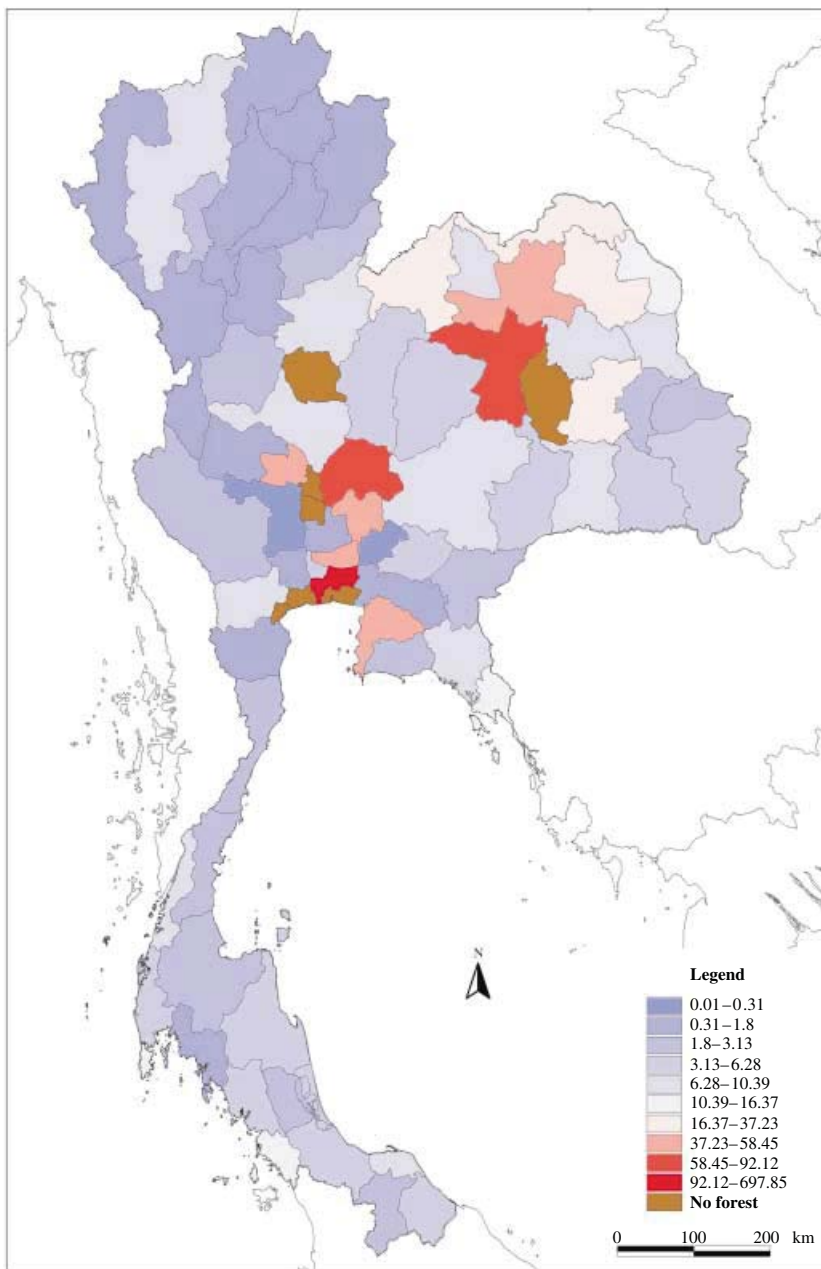 N
Legend
0.01–0.31
0.31–1.8
1.8–3.13
3.13–6.28
6.28–10.39
10.39–16.37
16.37–37.23
37.23–58.45
58.45–92.12
92.12–697.85
No forest
0 100 200 km